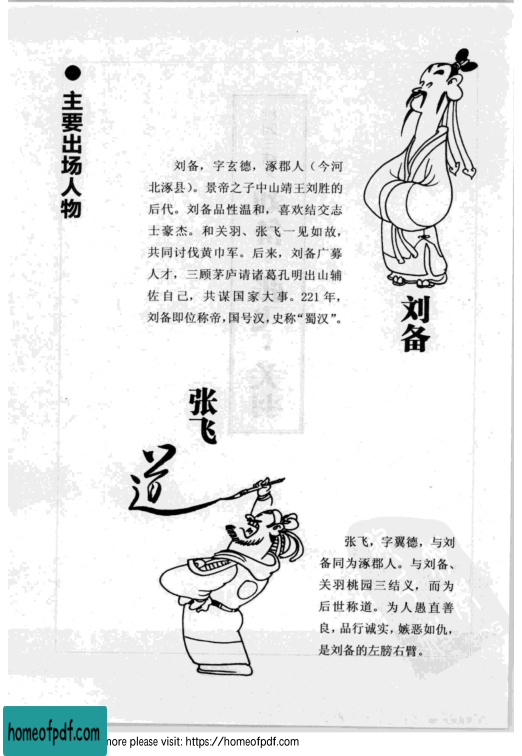 ● 主要出场人物
刘备，字玄德，涿郡人（今河
北涿县）。景帝之子中山靖王刘胜的
后代。刘备品性温和，喜欢结交志
士豪杰。和关羽、张飞一见如故，
共同讨伐黄巾军。后来，刘备广募
人才，三顾茅庐请诸葛孔明出山辅
佐自己，共谋国家大事。221 年，
刘备即位称帝，国号汉，史称“蜀汉”。
刘备
张飞
道
张飞，字翼德，与刘
备同为涿郡人。与刘备、
关羽桃园三结义，而为
后世称道。为人愚直善
良，品行诚实，嫉恶如仇，
是刘备的左膀右臂。
homeofpdf.com
more please visit: https://homeofpdf.com